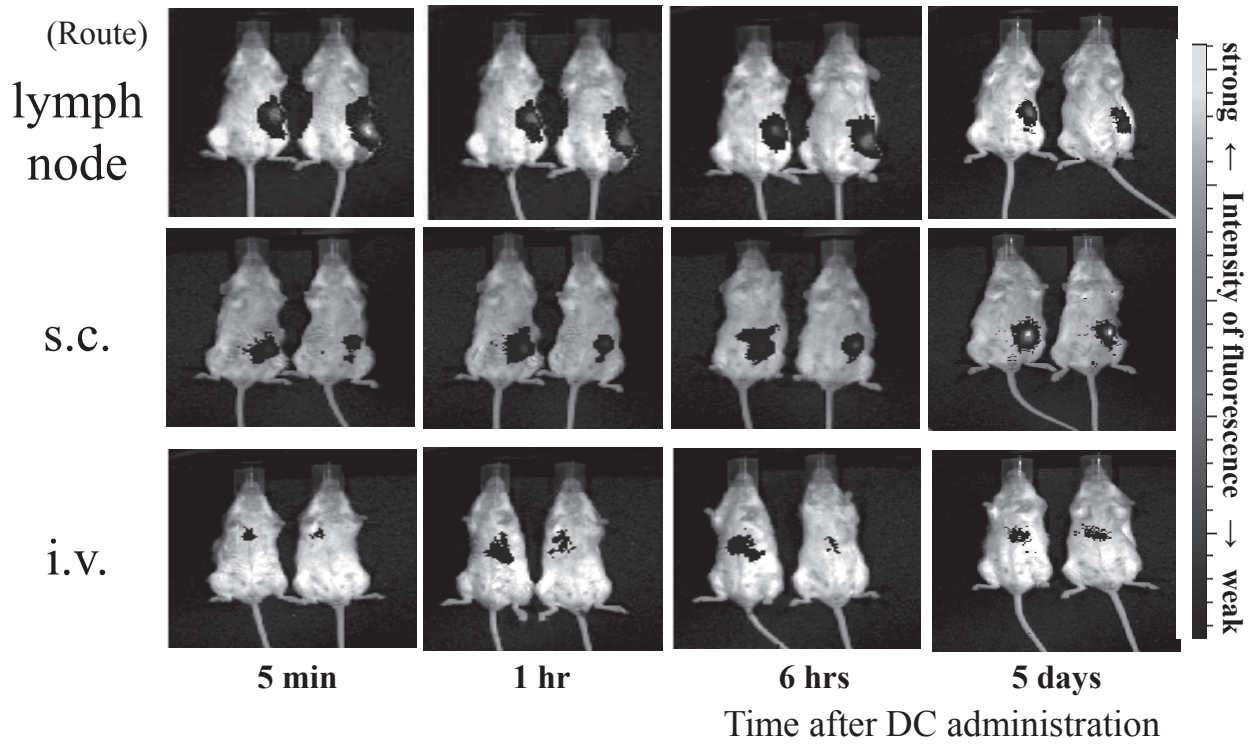 (Route)
lymph
node
s.c.
i.v.
5 min
1 hr
6 hrs
5 days
Time after DC administration
strong ← Intensity of fluorescence → weak